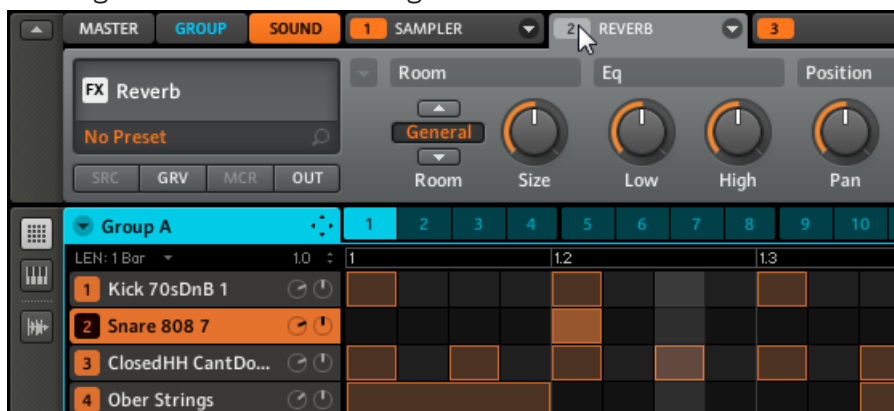 MASTER GROUP SOUND 1 SAMPLER 2 REVERB 3
Room Eq Position
FX Reverb
No Preset
General
SRC GRV MCR OUT
Room Size Low High Pan
Group A 1 2 3 4 5 6 7 8 9 10
LEN: 1 Bar 1.0 1 1.2 1.3
1 Kick 70sDnB 1
2 Snare 808 7
3 ClosedHH CantDo...
4 Ober Strings